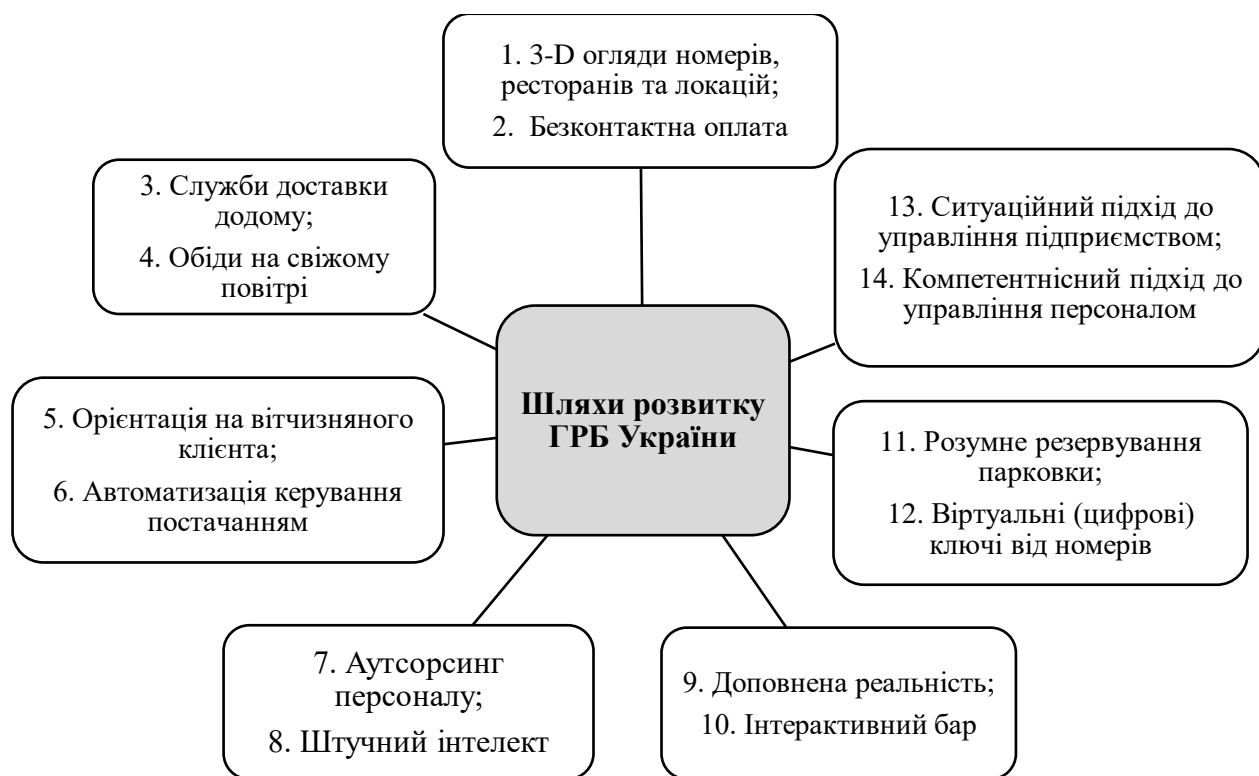 1. 3-D огляди номерів,
ресторанів та локацій;
2. Безконтактна оплата
3. Служби доставки
додому;
4. Обіди на свіжому
повітрі
13. Ситуаційний підхід до
управління підприємством;
14. Компетентнісний підхід до
управління персоналом
Шляхи розвитку
ГРБ України
5. Орієнтація на вітчизняного
клієнта;
6. Автоматизація керування
постачанням
11. Розумне резервування
парковки;
12. Віртуальні (цифрові)
ключі від номерів
7. Аутсорсинг
персоналу;
8. Штучний інтелект
9. Доповнена реальність;
10. Інтерактивний бар